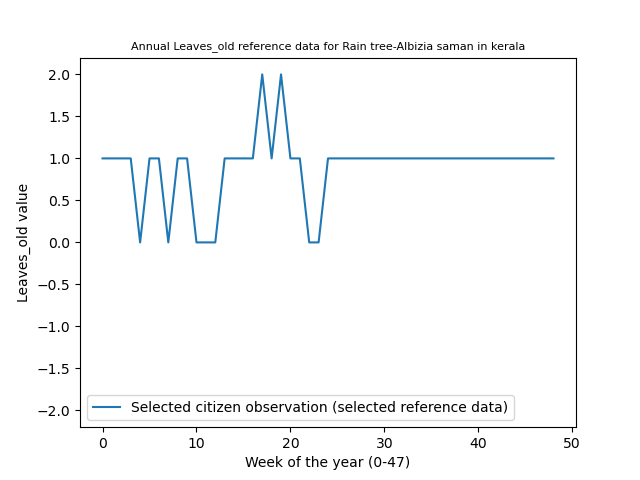 Annual Leaves_old reference data for Rain tree-Albizia saman in kerala
2.0
1.5
1.0
0.5
0.0
−0.5
−1.0
−1.5
−2.0
Leaves_old value
Selected citizen observation (selected reference data)
0 10 20 30 40 50
Week of the year (0-47)